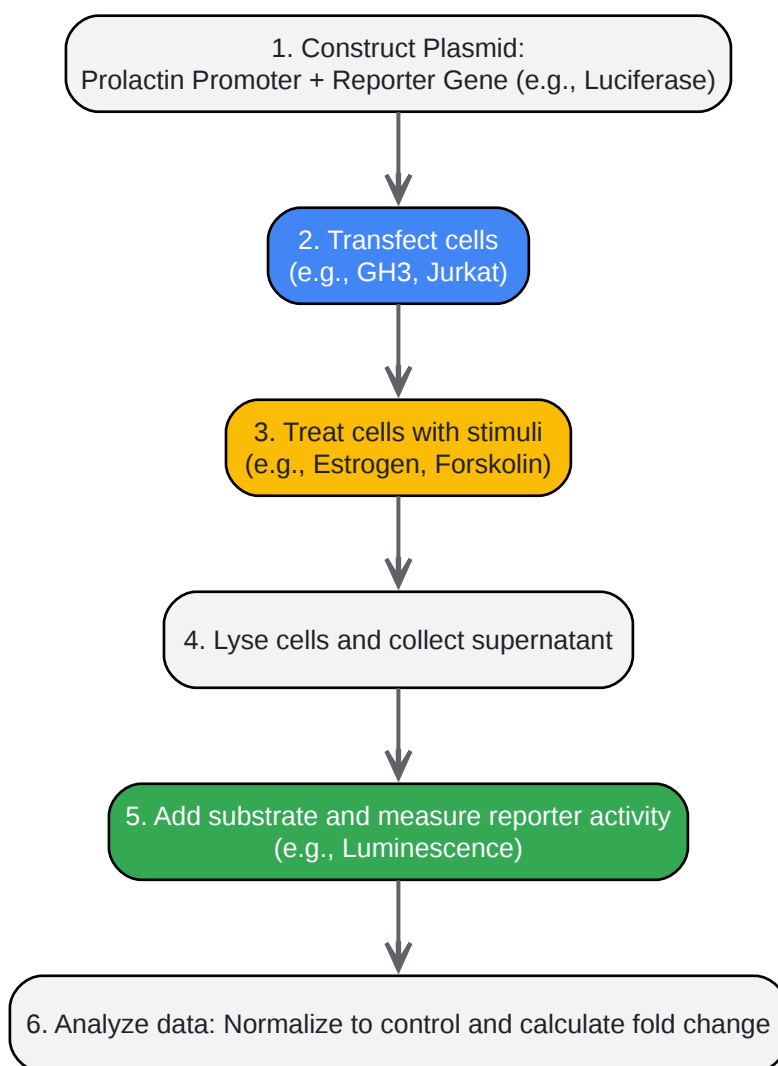 1. Construct Plasmid:
Prolactin Promoter + Reporter Gene (e.g., Luciferase)
2. Transfect cells
(e.g., GH3, Jurkat)
3. Treat cells with stimuli
(e.g., Estrogen, Forskolin)
4. Lyse cells and collect supernatant
5. Add substrate and measure reporter activity
(e.g., Luminescence)
6. Analyze data: Normalize to control and calculate fold change